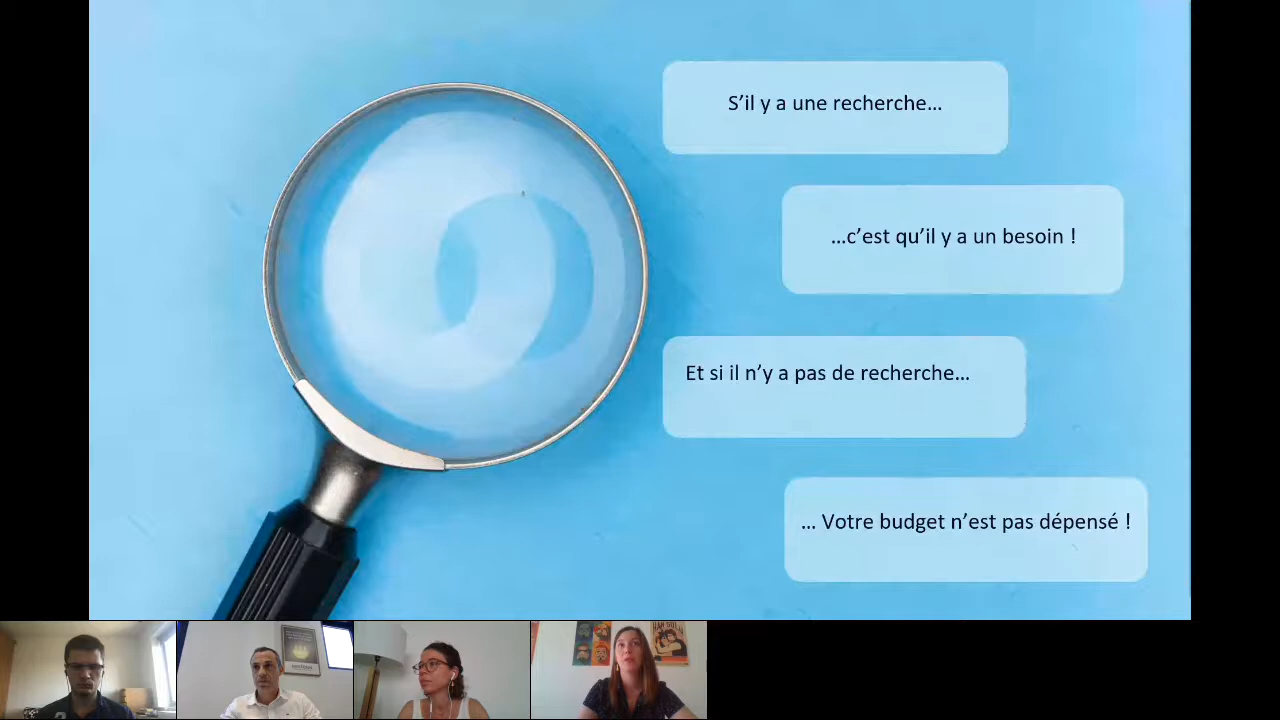 S’il y a une recherche…
…c’est qu’il y a un besoin !
Et si il n’y a pas de recherche…
… Votre budget n’est pas dépensé !